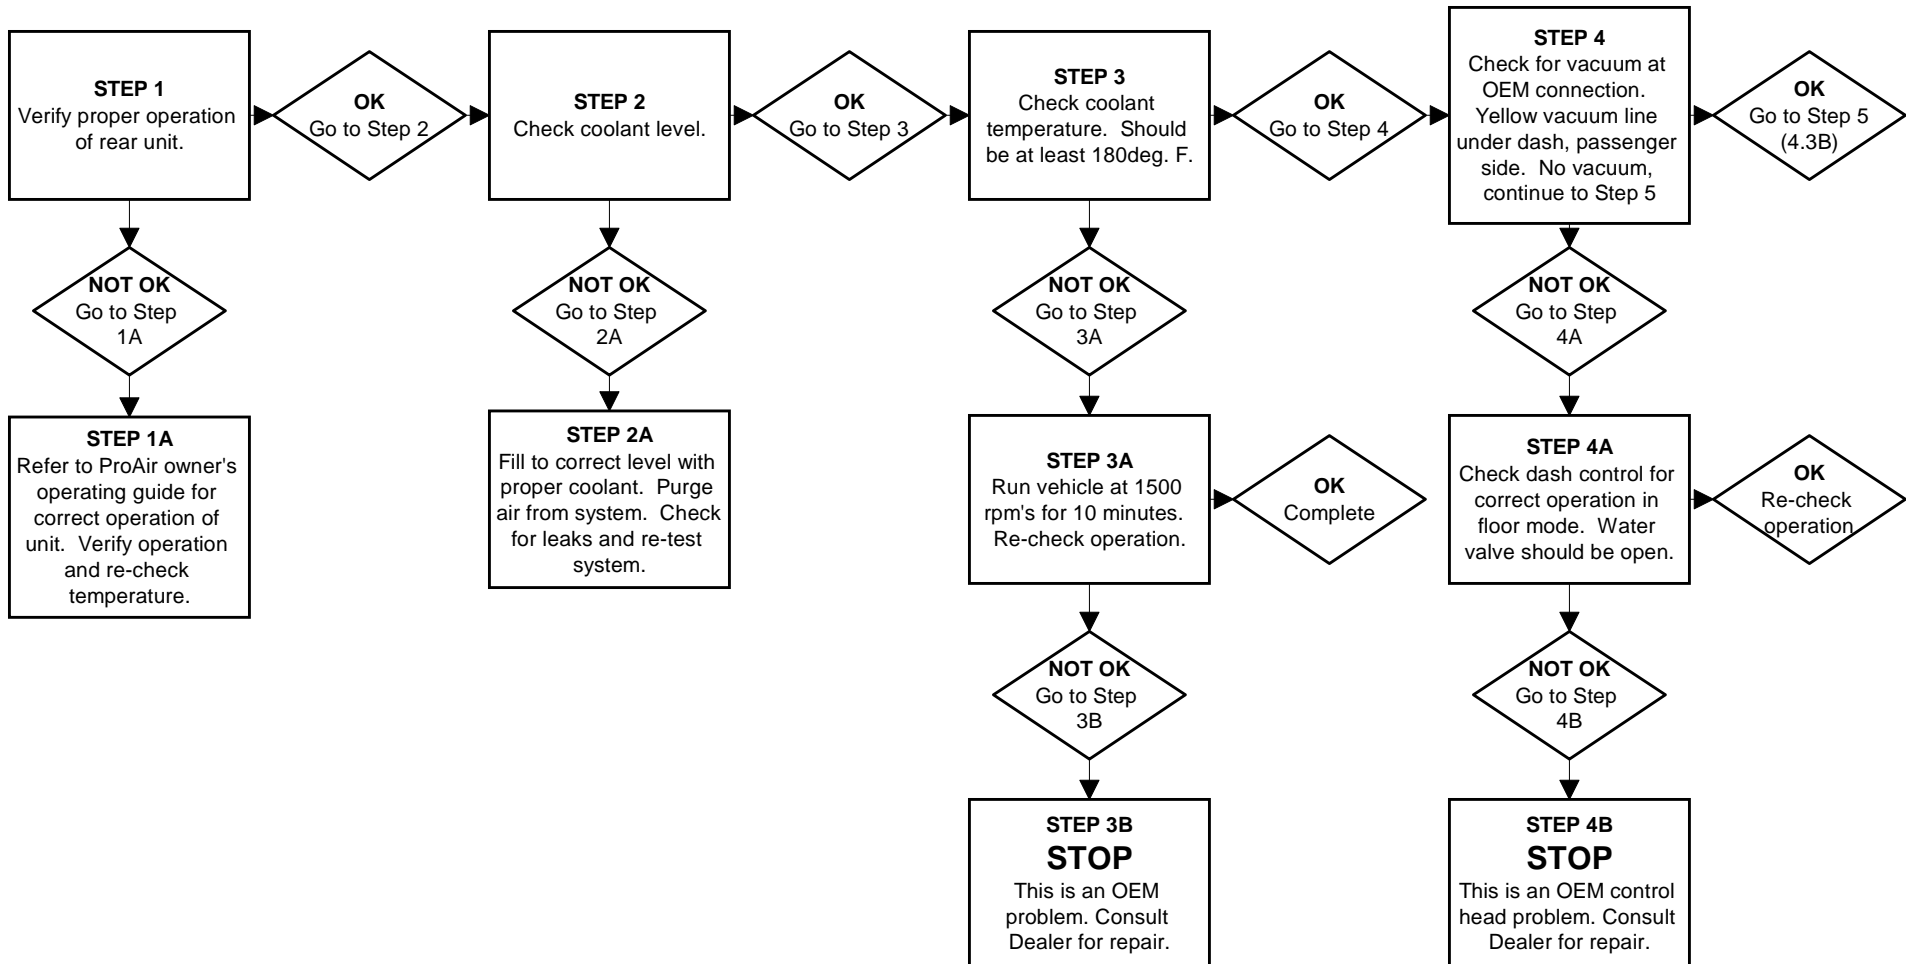 STEP 1
Verify proper operation
of rear unit.
OK
Go to Step 2
STEP 2
Check coolant level.
OK
Go to Step 3
STEP 3
Check coolant
temperature.  Should
be at least 180deg. F.
OK
Go to Step 4
STEP 4
Check for vacuum at
OEM connection.
Yellow vacuum line
under dash, passenger
side.  No vacuum,
continue to Step 5
OK
Go to Step 5
(4.3B)
NOT OK
Go to Step
1A
NOT OK
Go to Step
2A
NOT OK
Go to Step
3A
NOT OK
Go to Step
4A
STEP 1A
Refer to ProAir owner's
operating guide for
correct operation of
unit.  Verify operation
and re-check
temperature.
STEP 2A
Fill to correct level with
proper coolant.  Purge
air from system.  Check
for leaks and re-test
system.
STEP 3A
Run vehicle at 1500
rpm's for 10 minutes.
Re-check operation.
OK
Complete
STEP 4A
Check dash control for
correct operation in
floor mode.  Water
valve should be open.
OK
Re-check
operation
NOT OK
Go to Step
3B
NOT OK
Go to Step
4B
STEP 3B
STOP
This is an OEM
problem. Consult
Dealer for repair.
STEP 4B
STOP
This is an OEM control
head problem. Consult
Dealer for repair.